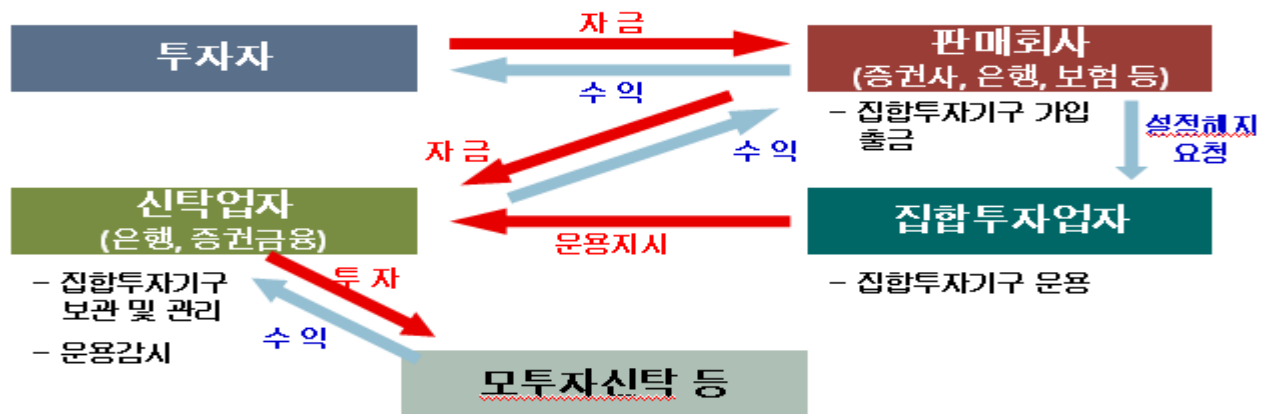 자 금
투자자
판매회사
(증권사, 은행, 보험 등)
수 익
– 집합투자기구 가입
출금
설정해지
요청
자 금
수 익
신탁업자
(은행, 증권금융)
집합투자업자
운용지시
– 집합투자기구
보관 및 관리
– 운용감시
투 자
수 익
– 집합투자기구 운용
모투자신탁 등